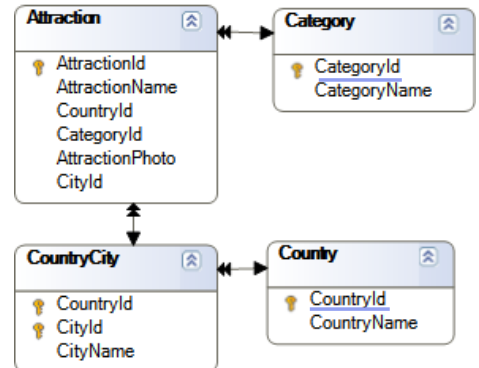 Attraction
AttractionId
AttractionName
CountryId
CategoryId
AttractionPhoto
CityId
Category
CategoryId
CategoryName
CountryCity
CountryId
CityId
CityName
Country
CountryId
CountryName